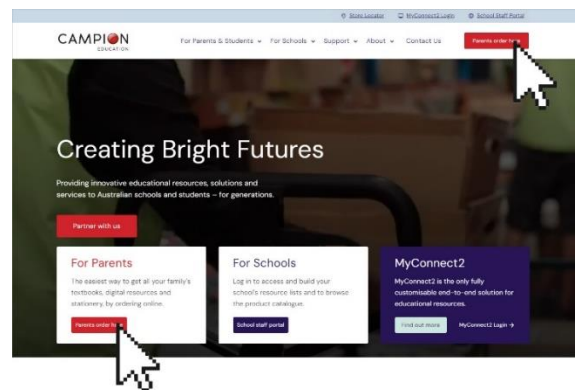 Store Locator MyConnect2 Login School Staff Portal
CAMPION
EDUCATION
For Parents & Students For Schools Support About Contact Us
Parents order here
Creating Bright Futures
Providing innovative educational resources, solutions and
services to Australian schools and students – for generations.
Partner with us
For Parents
The easiest way to get all your family's
textbooks, digital resources and
stationery, by ordering online.
Parents order
For Schools
Log in to access and build your
school's resource lists and to browse
the product catalogue.
School staff portal
MyConnect2
MyConnect2 is the only fully
customisable end-to-end solution for
educational resources.
Find out more MyConnect2 Login →